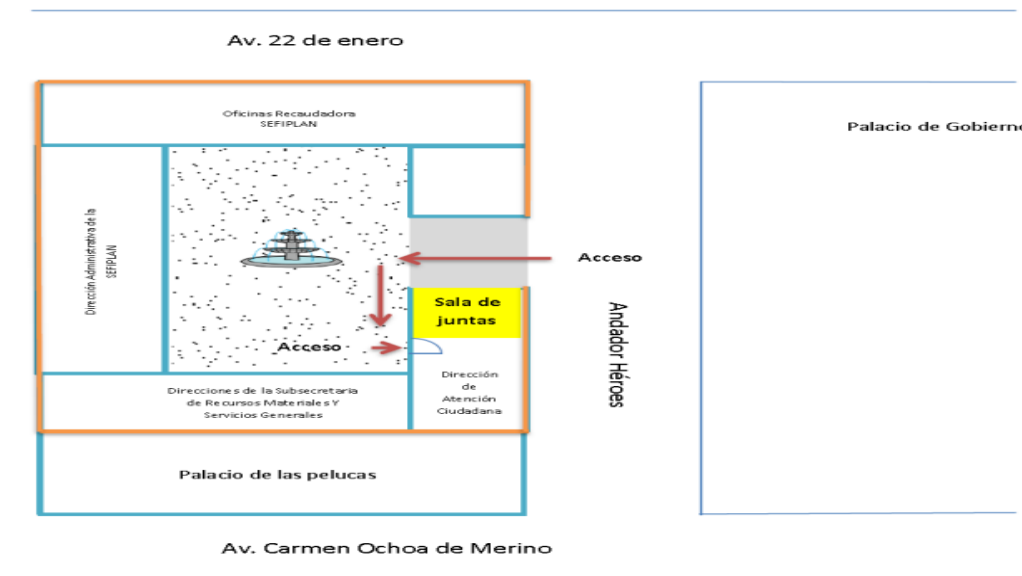 Av. 22 de enero
Oficinas Recaudadora
SEFIPLAN
Palacio de Gobierno
Dirección Administrativa de la
SEFIPLAN
Acceso
Sala de
juntas
Andador Héroes
Acceso
Dirección
de
Atención
Ciudadana
Direcciones de la Subsecretaria
de Recursos Materiales Y
Servicios Generales
Palacio de las pelucas
Av. Carmen Ochoa de Merino